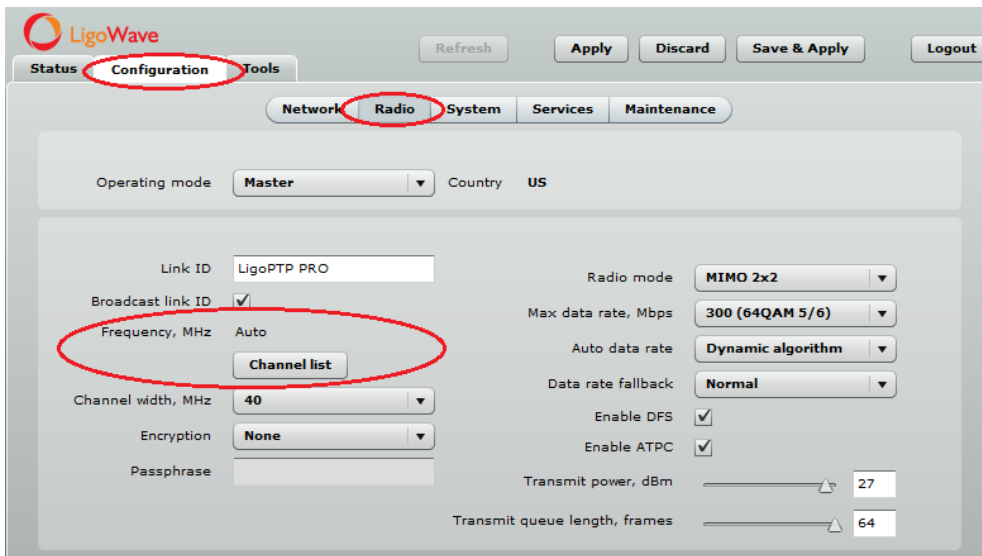 LigoWave
Refresh Apply Discard Save & Apply Logout
Status Configuration Tools
Network Radio System Services Maintenance
Operating mode Master Country US
Link ID LigoPTP PRO
Radio mode MIMO 2x2
Broadcast link ID
Max data rate, Mbps 300 (64QAM 5/6)
Frequency, MHz Auto
Auto data rate Dynamic algorithm
Channel list
Data rate fallback Normal
Channel width, MHz 40
Enable DFS
Encryption None
Enable ATPC
Passphrase
Transmit power, dBm 27
Transmit queue length, frames 64